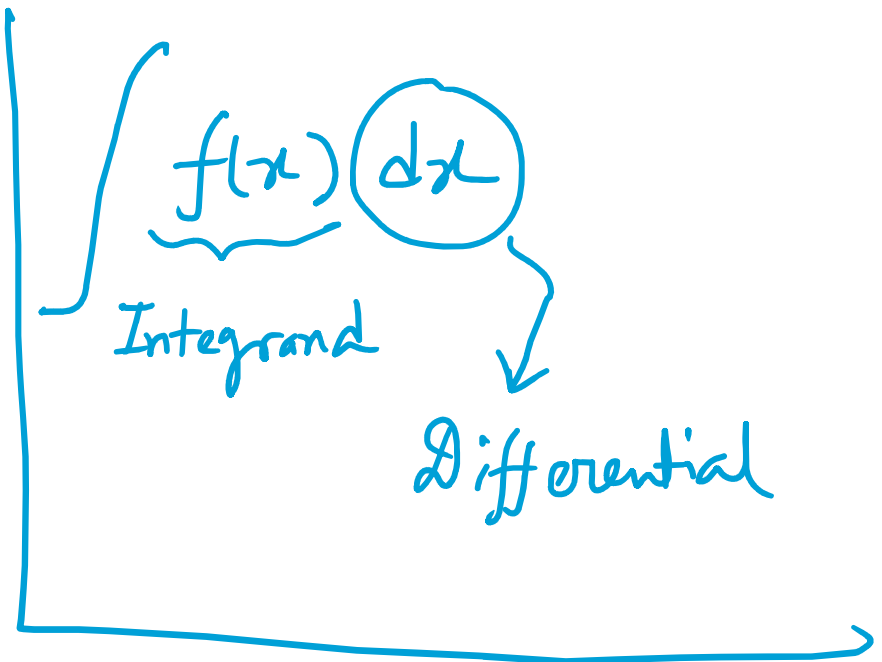 ∫ f(x) dx
Integrand
Differential